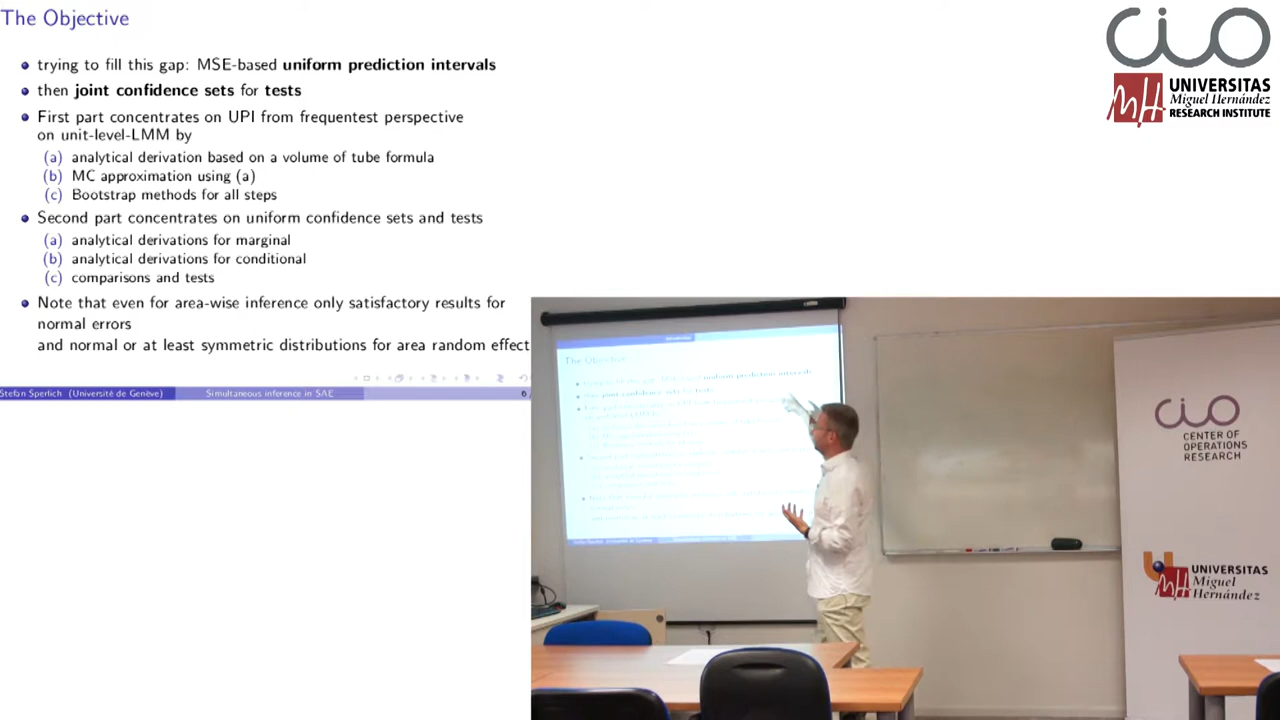 The Objective
trying to fill this gap: MSE-based uniform prediction intervals
then joint confidence sets for tests
First part concentrates on UPI from frequentest perspective
on unit-level-LMM by
(a) analytical derivation based on a volume of tube formula
(b) MC approximation using (a)
(c) Bootstrap methods for all steps
Second part concentrates on uniform confidence sets and tests
(a) analytical derivations for marginal
(b) analytical derivations for conditional
(c) comparisons and tests
Note that even for area-wise inference only satisfactory results for
normal errors
and normal or at least symmetric distributions for area random effect
Stefan Sperlich (Université de Genève) Simultaneous inference in SAE 6
cio
UNIVERSITAS
Miguel Hernández
RESEARCH INSTITUTE
The Objective
cio
CENTER OF
OPERATIONS
RESEARCH
UNIVERSITAS
Miguel
Hernández